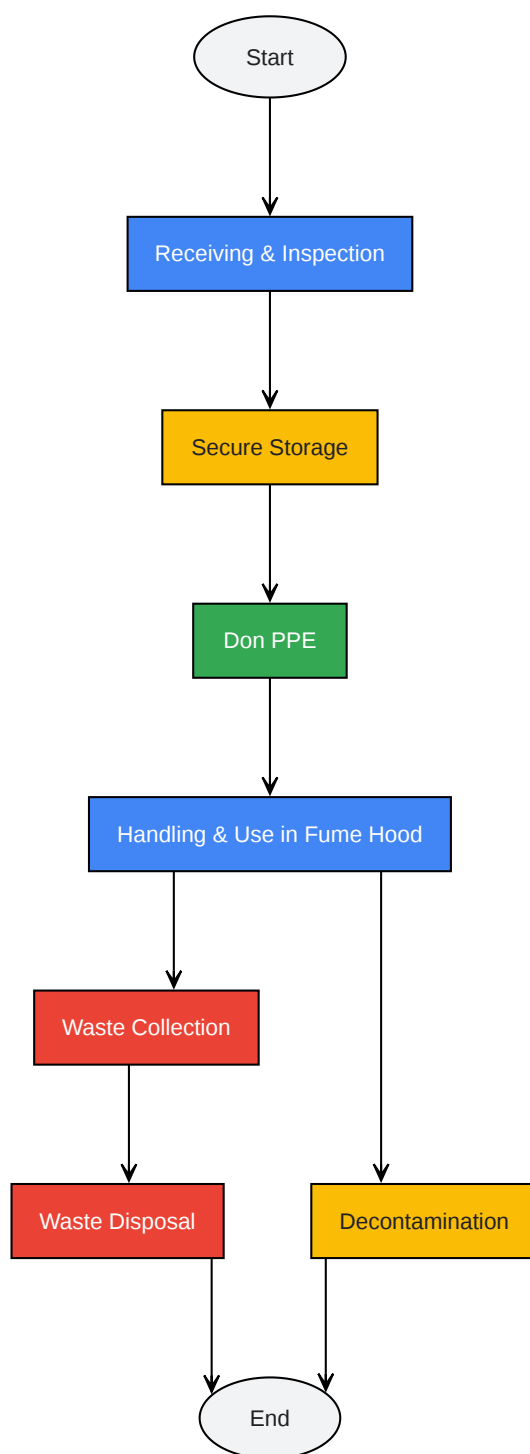 Start
Receiving & Inspection
Secure Storage
Don PPE
Handling & Use in Fume Hood
Waste Collection
Waste Disposal
Decontamination
End